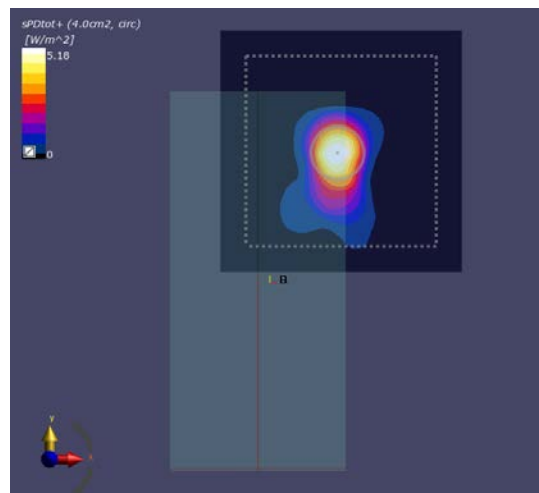 sPDtot+ (4.0cm2, circ)
[W/m^2]
5.18
0
y
x